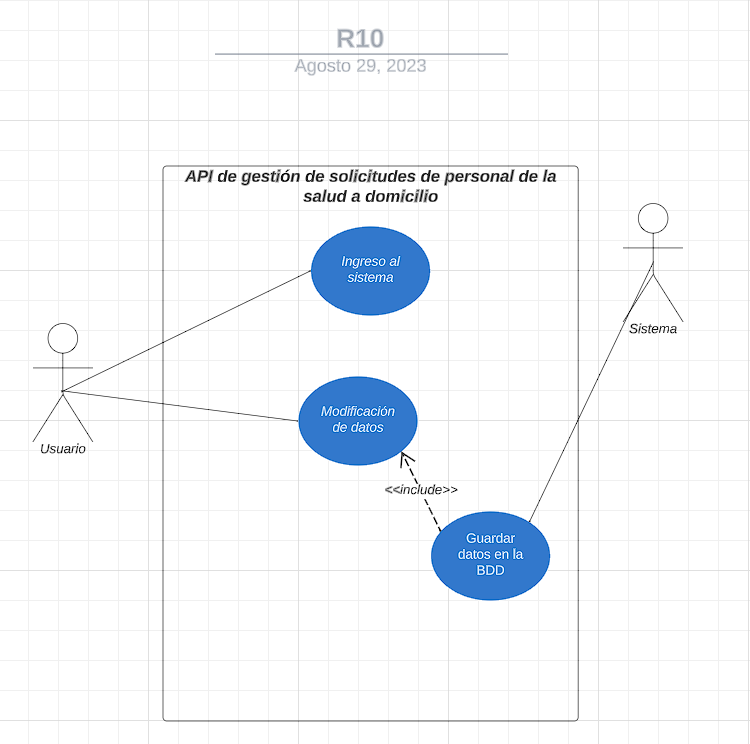 R10
Agosto 29, 2023
API de gestión de solicitudes de personal de la
salud a domicilio
Ingreso al
sistema
Sistema
Modificación
de datos
Usuario
<<include>>
Guardar
datos en la
BDD